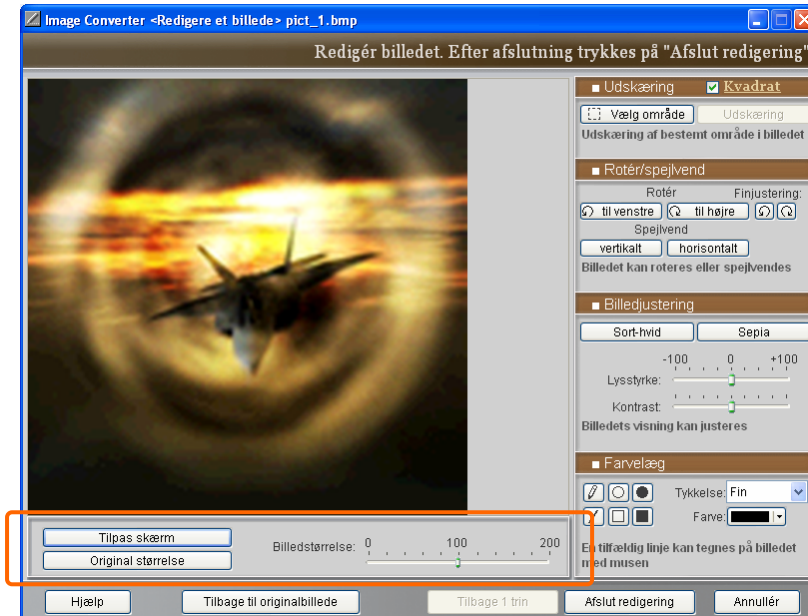 Image Converter <Redigere et billede> pict_1.bmp
Redigér billedet. Efter afslutning trykkes på "Afslut redigering"
Udskæring Kvadrat
Vælg område Udskæring
Udskæring af bestemt område i billedet
Rotér/spejlvend
Rotér Finjustering:
til venstre til højre
Spejlvend
vertikalt horisontalt
Billedet kan roteres eller spejlvendes
Billedjustering
Sort-hvid Sepia
-100 0 +100
Lysstyrke:
Kontrast:
Billedets visning kan justeres
Farvelæg
Tykkelse: Fin
Farve:
En tilfældig linje kan tegnes på billedet
med musen
Tilpas skærm
Original størrelse
Billedstørrelse: 0 100 200
Hjælp Tilbage til originalbillede Tilbage 1 trin Afslut redigering Annullér